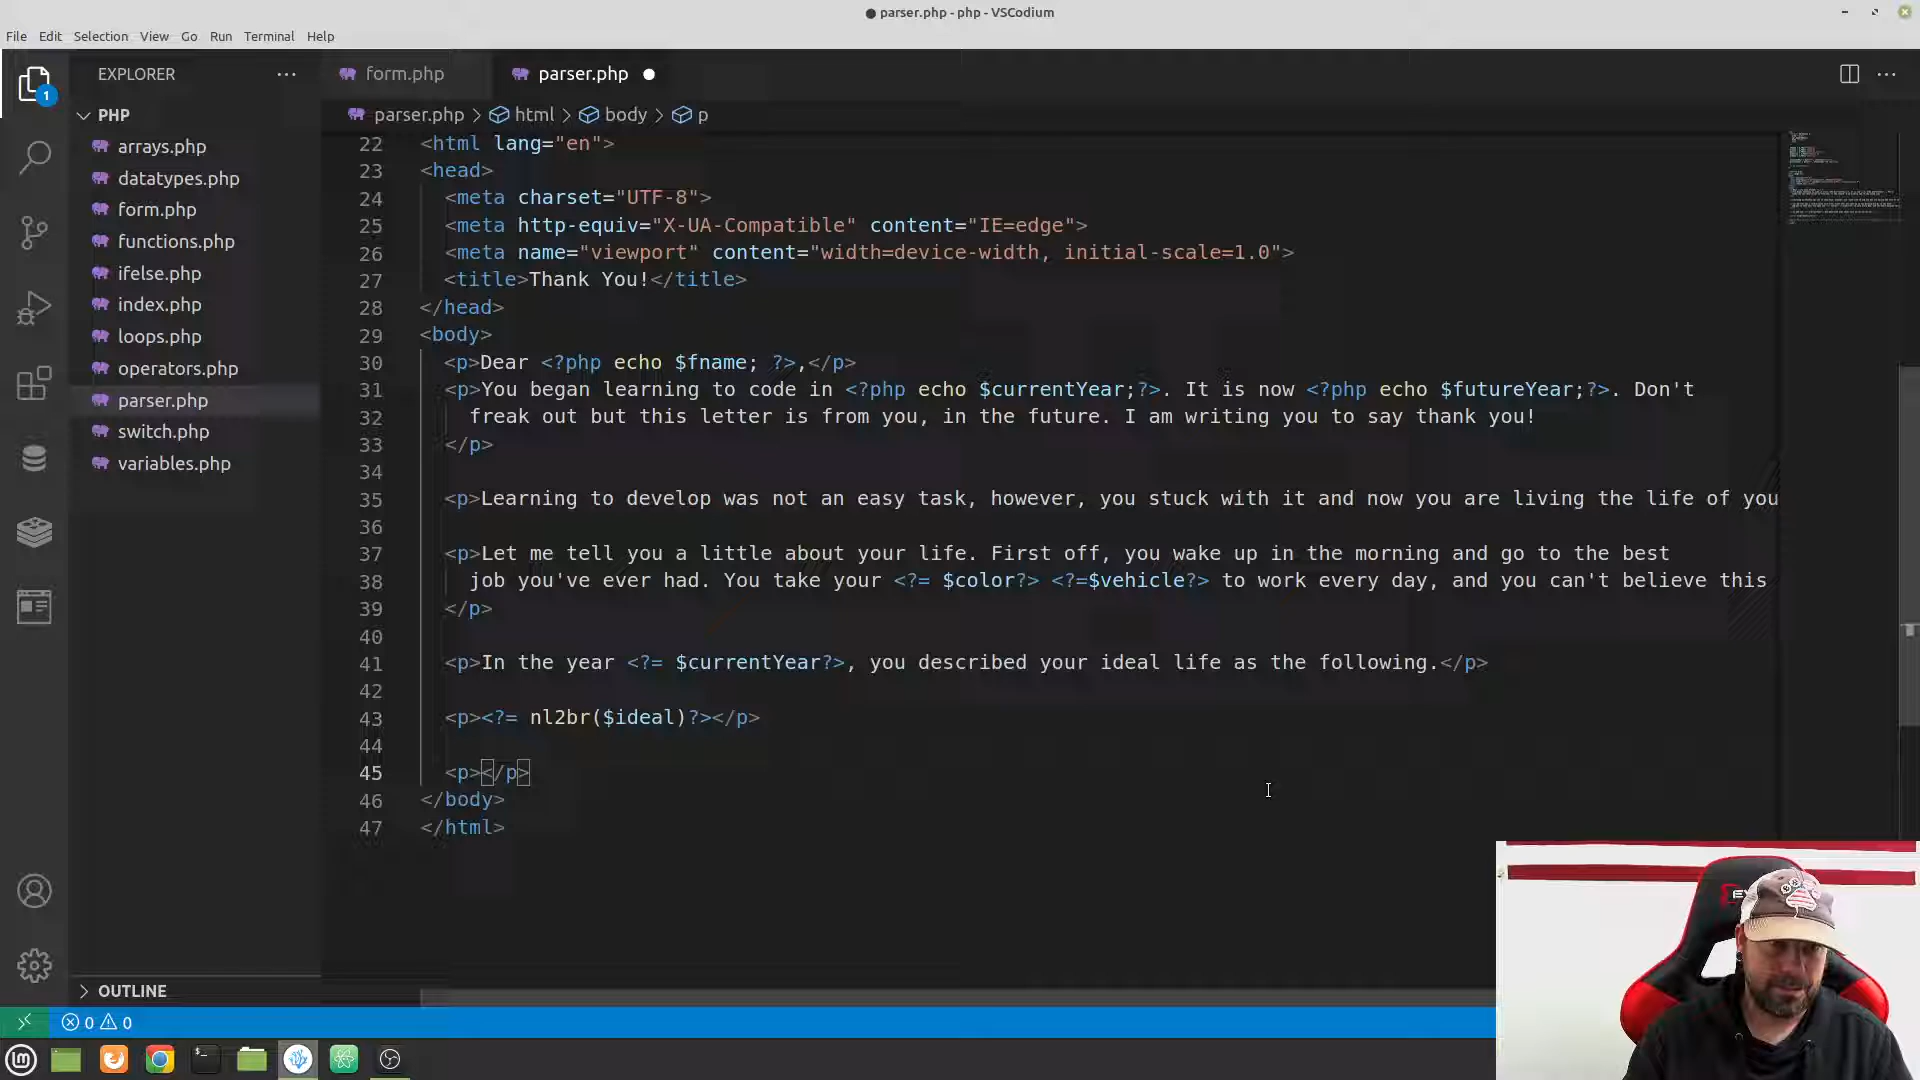 parser.php - php - VSCodium
File Edit Selection View Go Run Terminal Help
EXPLORER
form.php
parser.php
1
PHP
parser.php > html > body > p
arrays.php
datatypes.php
form.php
functions.php
ifelse.php
index.php
loops.php
operators.php
parser.php
switch.php
variables.php
22 <html lang="en">
23 <head>
24 <meta charset="UTF-8">
25 <meta http-equiv="X-UA-Compatible" content="IE=edge">
26 <meta name="viewport" content="width=device-width, initial-scale=1.0">
27 <title>Thank You!</title>
28 </head>
29 <body>
30 <p>Dear <?php echo $fname; ?>,</p>
31 <p>You began learning to code in <?php echo $currentYear;?>. It is now <?php echo $futureYear;?>. Don't
32 freak out but this letter is from you, in the future. I am writing you to say thank you!
33 </p>
34
35 <p>Learning to develop was not an easy task, however, you stuck with it and now you are living the life of you
36
37 <p>Let me tell you a little about your life. First off, you wake up in the morning and go to the best
38 job you've ever had. You take your <?= $color?> <?=$vehicle?> to work every day, and you can't believe this
39 </p>
40
41 <p>In the year <?= $currentYear?>, you described your ideal life as the following.</p>
42
43 <p><?= nl2br($ideal)?></p>
44
45 <p></p>
46 </body>
47 </html>
OUTLINE
0 0